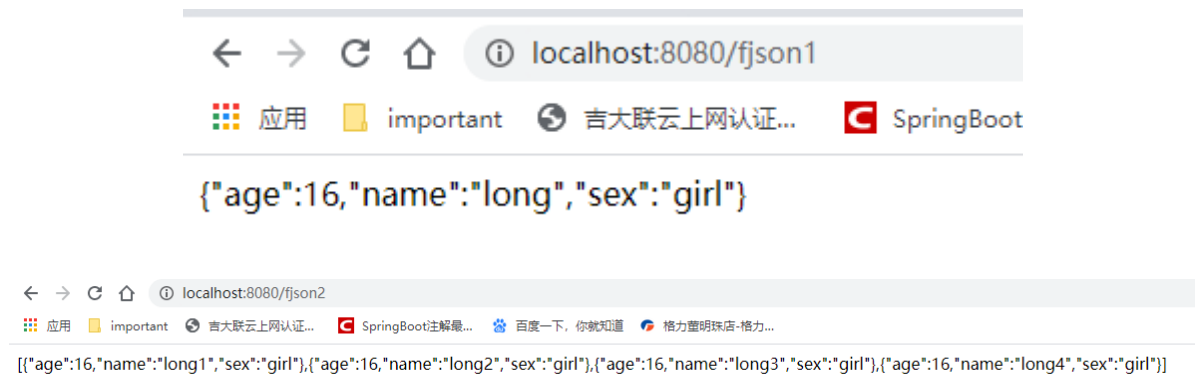 localhost:8080/fjson1
应用 important 吉大联云上网认证... SpringBoot
{"age":16,"name":"long","sex":"girl"}
localhost:8080/fjson2
应用 important 吉大联云上网认证... SpringBoot注解最... 百度一下，你就知道 格力董明珠店-格力...
[{"age":16,"name":"long1","sex":"girl"},{"age":16,"name":"long2","sex":"girl"},{"age":16,"name":"long3","sex":"girl"},{"age":16,"name":"long4","sex":"girl"}]